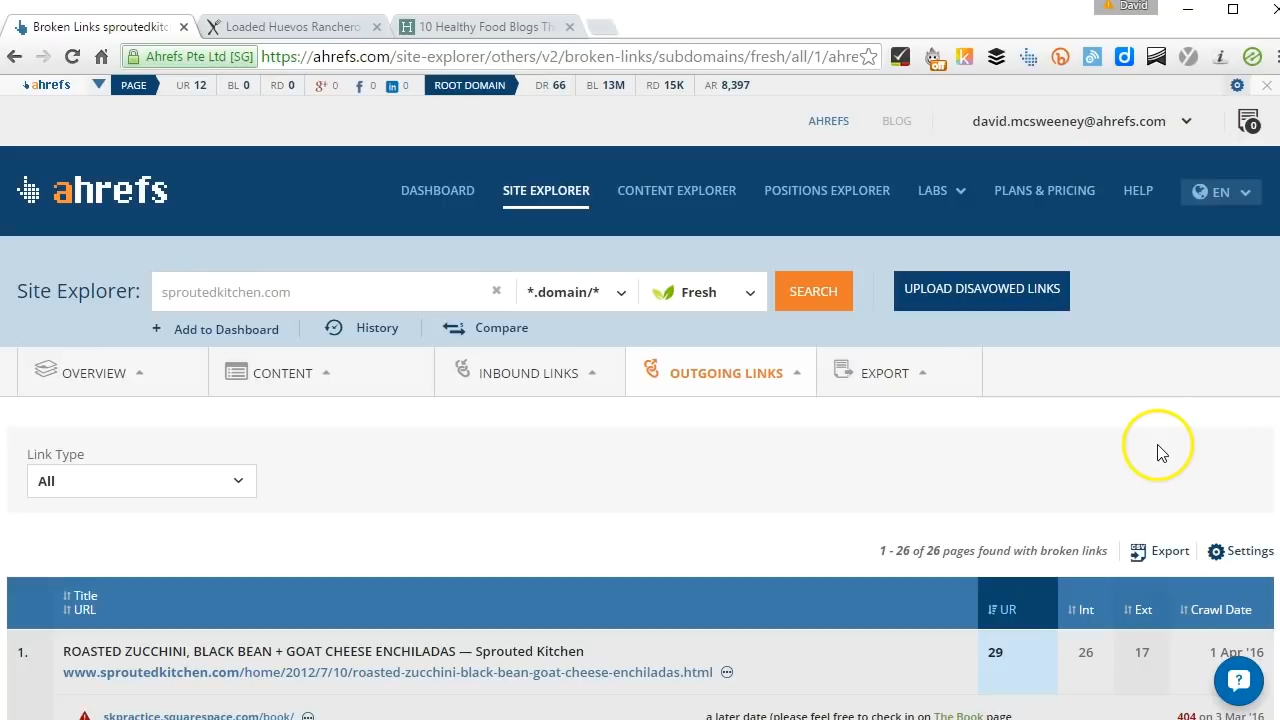 David
Broken Links sproutedkitc
Loaded Huevos Ranchero
10 Healthy Food Blogs Th
Ahrefs Pte Ltd [SG] https://ahrefs.com/site-explorer/others/v2/broken-links/subdomains/fresh/all/1/ahre
off
ahrefs PAGE UR 12 BL 0 RD 0 g+ 0 f 0 in 0 ROOT DOMAIN DR 66 BL 13M RD 15K AR 8,397
AHREFS BLOG david.mcsweeney@ahrefs.com 0
ahrefs DASHBOARD SITE EXPLORER CONTENT EXPLORER POSITIONS EXPLORER LABS PLANS & PRICING HELP EN
Site Explorer: sproutedkitchen.com *.domain/* Fresh SEARCH UPLOAD DISAVOWED LINKS
+ Add to Dashboard History Compare
OVERVIEW CONTENT INBOUND LINKS OUTGOING LINKS EXPORT
Link Type
All
1 - 26 of 26 pages found with broken links Export Settings
Title
URL UR Int Ext Crawl Date
1. ROASTED ZUCCHINI, BLACK BEAN + GOAT CHEESE ENCHILADAS — Sprouted Kitchen 29 26 17 1 Apr '16
www.sproutedkitchen.com/home/2012/7/10/roasted-zucchini-black-bean-goat-cheese-enchiladas.html
skpractice.squarespace.com/book/ a later date (please feel free to check in on The Book page 404 on 3 Mar '16